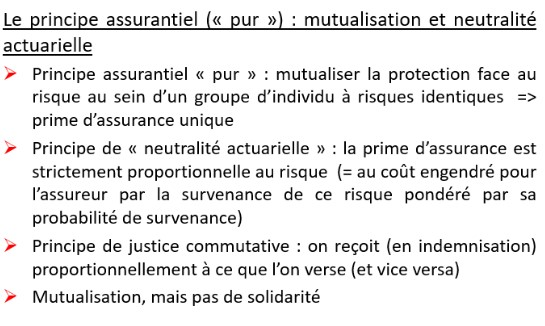 Le principe assurantiel (« pur ») : mutualisation et neutralité
actuarielle
Principe assurantiel « pur » : mutualiser la protection face au
risque au sein d’un groupe d’individu à risques identiques =>
prime d’assurance unique
Principe de « neutralité actuarielle » : la prime d’assurance est
strictement proportionnelle au risque (= au coût engendré pour
l’assureur par la survenance de ce risque pondéré par sa
probabilité de survenance)
Principe de justice commutative : on reçoit (en indemnisation)
proportionnellement à ce que l’on verse (et vice versa)
Mutualisation, mais pas de solidarité